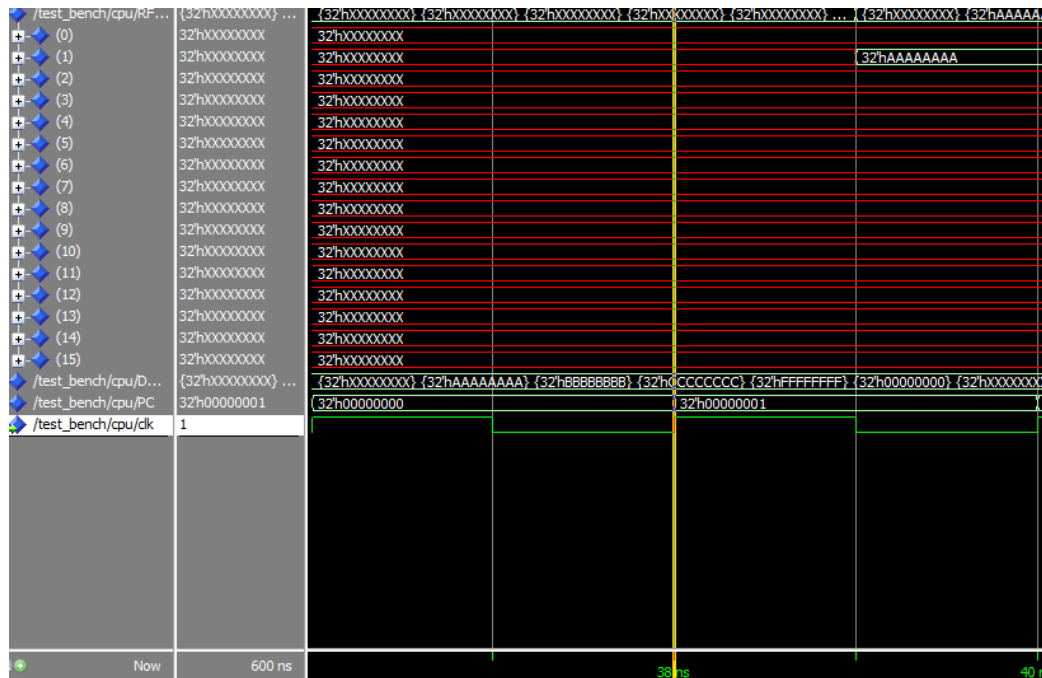 /test_bench/cpu/RF... {32'hXXXXXXXX} ... {32'hXXXXXXXX} {32'hXXXXXXXX} {32'hXXXXXXXX} {32'hXXXXXXXX} {32'hXXXXXXXX} ... {32'hXXXXXXXX} {32'hAAAAAA
(0) 32'hXXXXXXXX 32'hXXXXXXXX
(1) 32'hXXXXXXXX 32'hXXXXXXXX 32'hAAAAAAAA
(2) 32'hXXXXXXXX 32'hXXXXXXXX
(3) 32'hXXXXXXXX 32'hXXXXXXXX
(4) 32'hXXXXXXXX 32'hXXXXXXXX
(5) 32'hXXXXXXXX 32'hXXXXXXXX
(6) 32'hXXXXXXXX 32'hXXXXXXXX
(7) 32'hXXXXXXXX 32'hXXXXXXXX
(8) 32'hXXXXXXXX 32'hXXXXXXXX
(9) 32'hXXXXXXXX 32'hXXXXXXXX
(10) 32'hXXXXXXXX 32'hXXXXXXXX
(11) 32'hXXXXXXXX 32'hXXXXXXXX
(12) 32'hXXXXXXXX 32'hXXXXXXXX
(13) 32'hXXXXXXXX 32'hXXXXXXXX
(14) 32'hXXXXXXXX 32'hXXXXXXXX
(15) 32'hXXXXXXXX 32'hXXXXXXXX
/test_bench/cpu/D... {32'hXXXXXXXX} ... {32'hXXXXXXXX} {32'hAAAAAAAA} {32'hBBBBBBBB} {32'hCCCCCCCC} {32'hFFFFFFFF} {32'h00000000} {32'hXXXXXXX
/test_bench/cpu/PC 32'h00000001 32'h00000000 32'h00000001
/test_bench/cpu/clk 1
Now 600 ns 38 ns 40 n